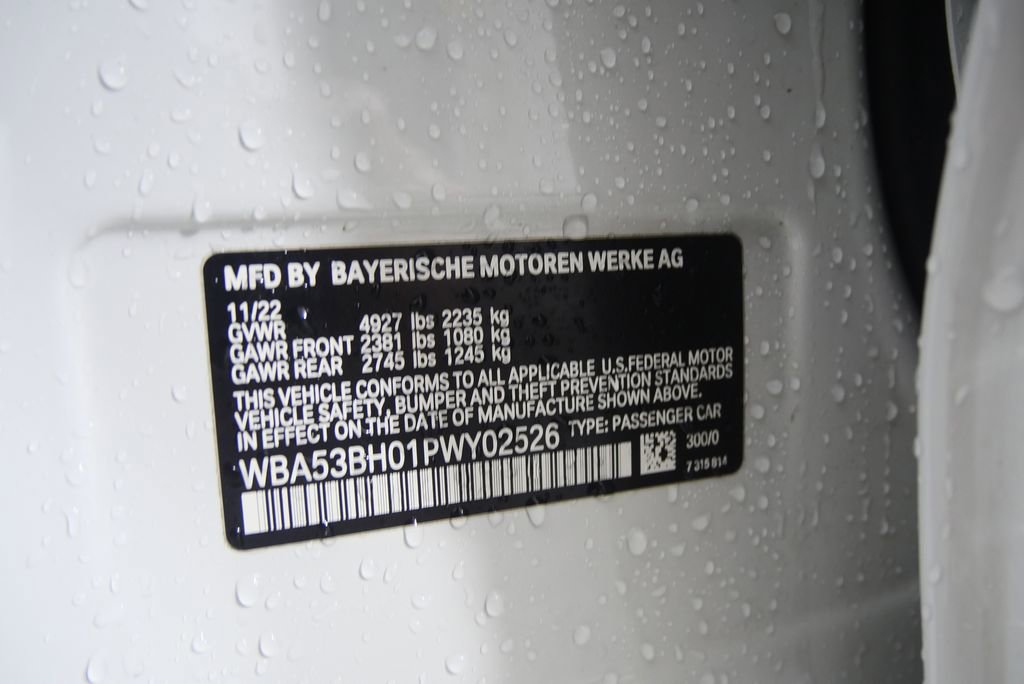 MFD BY BAYERISCHE MOTOREN WERKE AG
11/22
GVWR 4927 lbs 2235 kg
GAWR FRONT 2381 lbs 1080 kg
GAWR REAR 2745 lbs 1245 kg
THIS VEHICLE CONFORMS TO ALL APPLICABLE U.S.FEDERAL MOTOR
VEHICLE SAFETY, BUMPER AND THEFT PREVENTION STANDARDS
IN EFFECT ON THE DATE OF MANUFACTURE SHOWN ABOVE.
WBA53BH01PWY02526 TYPE: PASSENGER CAR
300/0
7 315 814